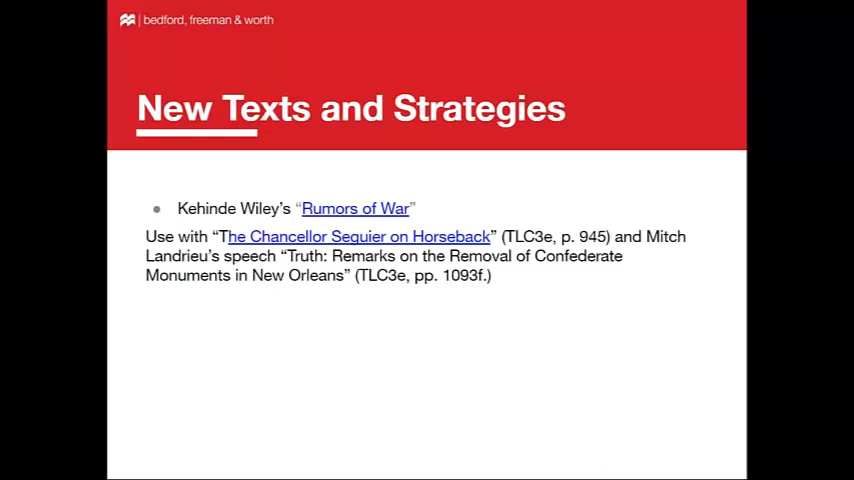 bedford, freeman & worth
New Texts and Strategies
• Kehinde Wiley's “Rumors of War”
Use with “The Chancellor Seguier on Horseback” (TLC3e, p. 945) and Mitch
Landrieu's speech “Truth: Remarks on the Removal of Confederate
Monuments in New Orleans” (TLC3e, pp. 1093f.)